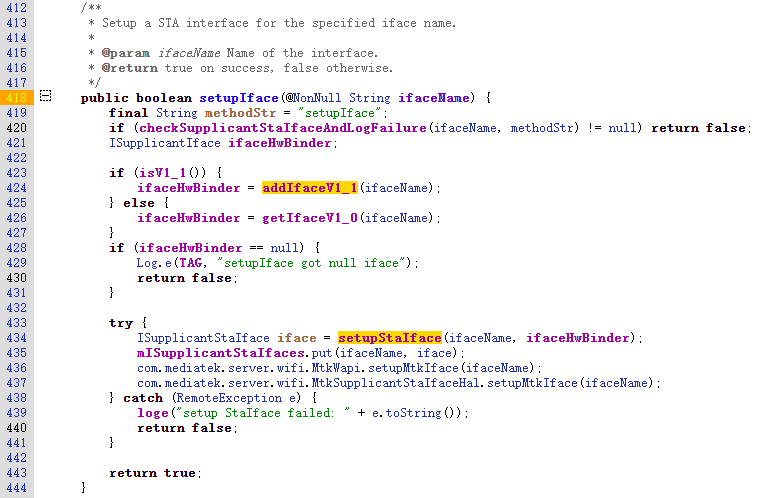 412 /**
413 * Setup a STA interface for the specified iface name.
414 *
415 * @param ifaceName Name of the interface.
416 * @return true on success, false otherwise.
417 */
418 public boolean setupIface(@NonNull String ifaceName) {
419 final String methodStr = "setupIface";
420 if (checkSupplicantStaIfaceAndLogFailure(ifaceName, methodStr) != null) return false;
421 ISupplicantIface ifaceHwBinder;
422
423 if (isV1_1()) {
424 ifaceHwBinder = addIfaceV1_1(ifaceName);
425 } else {
426 ifaceHwBinder = getIfaceV1_0(ifaceName);
427 }
428 if (ifaceHwBinder == null) {
429 Log.e(TAG, "setupIface got null iface");
430 return false;
431 }
432
433 try {
434 ISupplicantStaIface iface = setupStaIface(ifaceName, ifaceHwBinder);
435 mISupplicantStaIfaces.put(ifaceName, iface);
436 com.mediatek.server.wifi.MtkWapi.setupMtkIface(ifaceName);
437 com.mediatek.server.wifi.MtkSupplicantStaIfaceHal.setupMtkIface(ifaceName);
438 } catch (RemoteException e) {
439 loge("setup StaIface failed: " + e.toString());
440 return false;
441 }
442
443 return true;
444 }